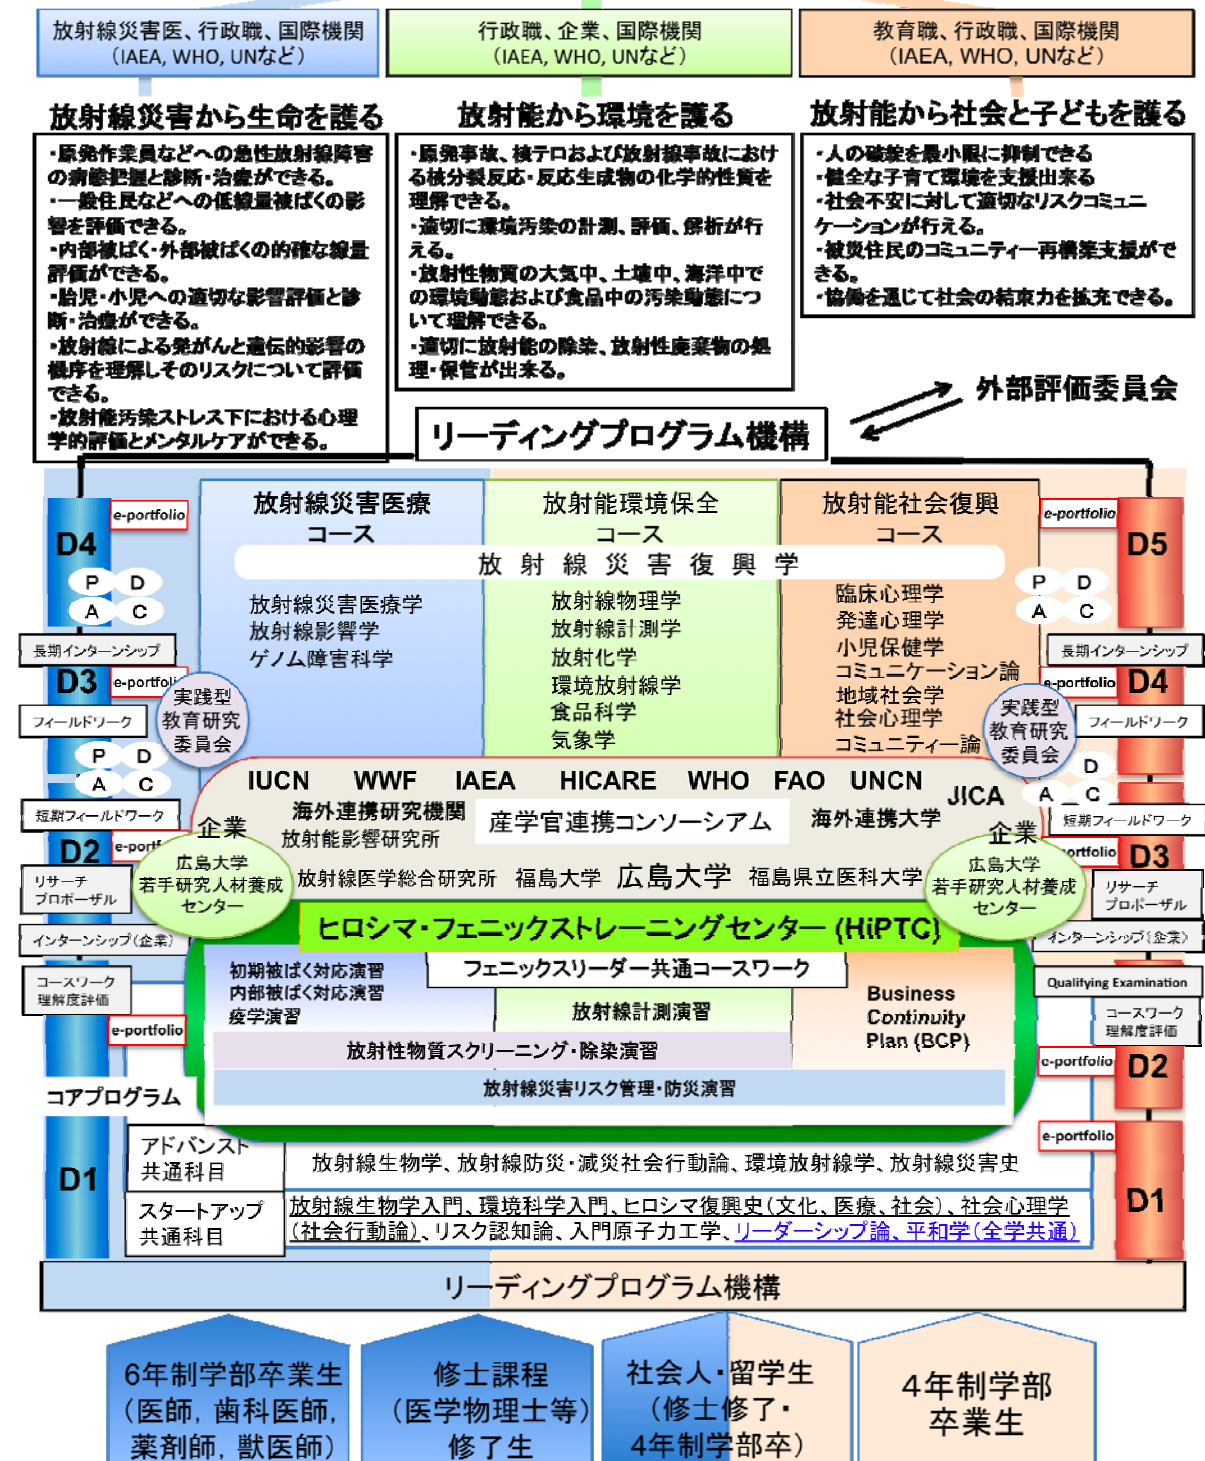 放射線災害医、行政職、国際機関
（IAEA, WHO, UNなど）
行政職、企業、国際機関
（IAEA, WHO, UNなど）
教育職、行政職、国際機関
（IAEA, WHO, UNなど）
放射線災害から生命を護る
・原発作業員などへの急性放射線障害
の病態把握と診断・治療ができる。
・一般住民などへの低線量被ばくの影
響を評価できる。
・内部被ばく・外部被ばくの的確な線量
評価ができる。
・胎児・小児への適切な影響評価と診
断・治療ができる。
・放射線による発がんと遺伝的影響の
機序を理解しそのリスクについて評価
できる。
・放射能汚染ストレス下における心理
学的評価とメンタルケアができる。
放射能から環境を護る
・原発事故、核テロおよび放射線事故におけ
る核分裂反応・反応生成物の化学的性質を
理解できる。
・適切に環境汚染の計測、評価、解析が行
える。
・放射性物質の大気中、土壌中、海洋中で
の環境動態および食品中の汚染動態につ
いて理解できる。
・適切に放射能の除染、放射性廃棄物の処
理・保管が出来る。
放射能から社会と子どもを護る
・人の破綻を最小限に抑制できる
・健全な子育て環境を支援出来る
・社会不安に対して適切なリスクコミュニ
ケーションが行える。
・被災住民のコミュニティー再構築支援がで
きる。
・協働を通じて社会の結束力を拡充できる。
外部評価委員会
リーディングプログラム機構
D4
e-portfolio
P D
A C
長期インターンシップ
D3
e-portfoli
実践型
教育研究
委員会
フィールドワーク
P D
A C
短期フィールドワーク
D2
e-portf
リサーチ
プロポーザル
インターンシップ（企業）
コースワーク
理解度評価
e-portfolio
コアプログラム
D1
放射線災害医療
コース
放射能環境保全
コース
放射能社会復興
コース
放射線災害復興学
放射線災害医療学
放射線影響学
ゲノム障害科学
放射線物理学
放射線計測学
放射化学
環境放射線学
食品科学
気象学
臨床心理学
発達心理学
小児保健学
コミュニケーション論
地域社会学
社会心理学
コミュニティー論
IUCN WWF IAEA HICARE WHO FAO UNCN
JICA
海外連携研究機関
放射能影響研究所
産学官連携コンソーシアム
海外連携大学
企業
企業
広島大学
若手研究人材養成
センター
放射線医学総合研究所 福島大学 広島大学 福島県立医科大学
広島大学
若手研究人材養成
センター
ヒロシマ・フェニックストレーニングセンター (HiPTC)
フェニックスリーダー共通コースワーク
初期被ばく対応演習
内部被ばく対応演習
疫学演習
放射線計測演習
Business
Continuity
Plan (BCP)
放射性物質スクリーニング・除染演習
放射線災害リスク管理・防災演習
e-portfolio
D5
P D
A C
長期インターンシップ
e-portfolio
D4
実践型
教育研究
委員会
フィールドワーク
D
A C
短期フィールドワーク
ortfolio
D3
リサーチ
プロポーザル
インターンシップ（企業）
Qualifying Examination
コースワーク
理解度評価
e-portfolio
D2
e-portfolio
D1
アドバンスト
共通科目
放射線生物学、放射線防災・減災社会行動論、環境放射線学、放射線災害史
スタートアップ
共通科目
放射線生物学入門、環境科学入門、ヒロシマ復興史（文化、医療、社会）、社会心理学
（社会行動論）、リスク認知論、入門原子力工学、リーダーシップ論、平和学（全学共通）
リーディングプログラム機構
6年制学部卒業生
（医師, 歯科医師,
薬剤師, 獣医師）
修士課程
（医学物理士等）
修了生
社会人・留学生
（修士修了・
4年制学部卒）
4年制学部
卒業生